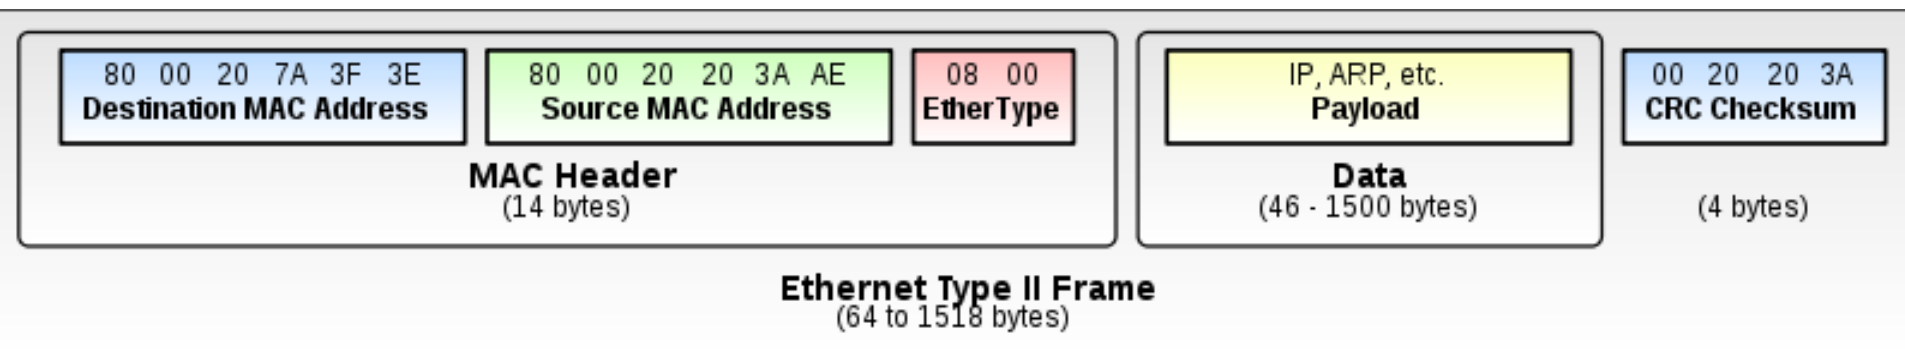 80 00 20 7A 3F 3E
Destination MAC Address
80 00 20 20 3A AE
Source MAC Address
08 00
EtherType
MAC Header
(14 bytes)
IP, ARP, etc.
Payload
Data
(46 - 1500 bytes)
00 20 20 3A
CRC Checksum
(4 bytes)
Ethernet Type II Frame
(64 to 1518 bytes)